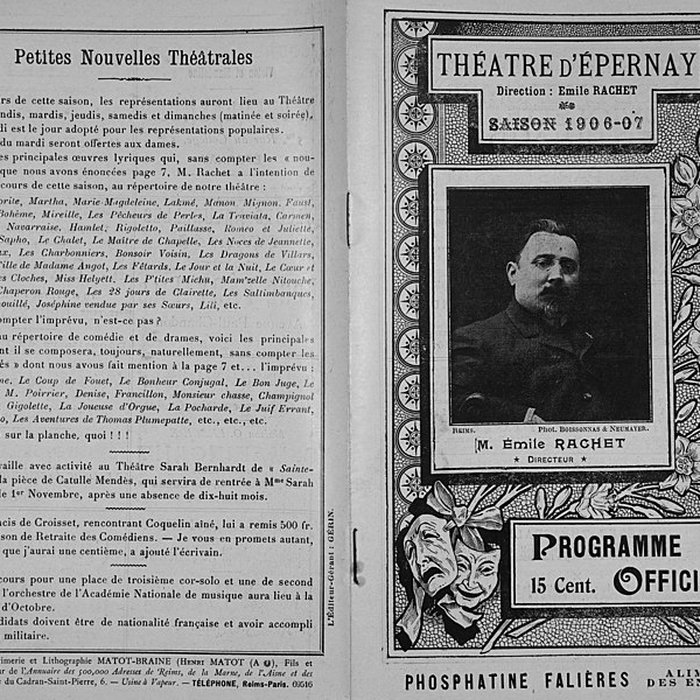 Petites Nouvelles Théâtrales
rs de cette saison, les représentations auront lieu au Théâtre
ndis, mardis, jeudis, samedis et dimanches (matinée et soirée),
di est le jour adopté pour les représentations populaires.
du mardi seront offertes aux dames.
es principales œuvres lyriques qui, sans compter les « nou-
que nous avons énoncées page 7, M. Rachet a l'intention de
cours de cette saison, au répertoire de notre théâtre :
orite, Martha, Marie-Magdeleine, Lakmé, Manon Mignon, Faust,
Bohême, Mireille, Les Pêcheurs de Perles, La Traviata, Carmen,
Navarraise, Hamlet, Rigoletto, Paillasse, Roméo et Juliette,
Sapho, Le Chalet, Le Maître de Chapelle, Les Noces de Jeannette,
ux, Les Charbonniers, Bonsoir Voisin, Les Dragons de Villars,
Fille de Madame Angot, Les Fêtards, Le Jour et la Nuit, Le Cœur et
es Cloches, Miss Helyett, Les P'tites Michu, Mam'zelle Nitouche,
Chaperon Rouge, Les 28 jours de Clairette, Les Saltimbanques,
ouillé, Joséphine vendue par ses Sœurs, Lili, etc.
ompter l'imprévu, n'est-ce pas ?
au répertoire de comédie et de drames, voici les principales
nt il se composera, toujours, naturellement, sans compter les
és » dont nous avons fait mention à la page 7 et... l'imprévu :
me, Le Coup de Fouet, Le Bonheur Conjugal, Le Bon Juge, Le
M. Poirrier, Denise, Francillon, Monsieur chasse, Champignol
Gigolette, La Joueuse d'Orgue, La Pocharde, Le Juif Errant,
o, Les Aventures de Thomas Plumepatte, etc., etc., etc.
sur la planche, quoi ! ! !
vaille avec activité au Théâtre Sarah Bernhardt de « Sainte-
la pièce de Catulle Mendès, qui servira de rentrée à Mme Sarah
le 1er Novembre, après une absence de dix-huit mois.
ncis de Croisset, rencontrant Coquelin aîné, lui a remis 500 fr.
son de Retraite des Comédiens. — Je vous en promets autant,
que j'aurai une centième, a ajouté l'écrivain.
cours pour une place de troisième cor-solo et une de second
l'orchestre de l'Académie Nationale de musique aura lieu à la
d'Octobre.
didats doivent être de nationalité française et avoir accompli
militaire.
L'Éditeur-Gérant : GÉRIN.
rimerie et Lithographie MATOT-BRAINE (Henri MATOT (A), Fils et
ur de l'Annuaire des 500,000 Adresses de Reims, de la Marne, de l'Aisne et des
du Cadran-Saint-Pierre, 6. — Usine à Vapeur. — TÉLÉPHONE, Reims-Paris. 09546
THÉATRE D'ÉPERNAY
Direction : Emile RACHET
SAISON 1906-07
REIMS. Phot. BOISSONNAS & NEUMAYER.
M. Émile RACHET
★ DIRECTEUR ★
PROGRAMME
15 Cent. OFFICI
PHOSPHATINE FALIÈRES ALI
DES E